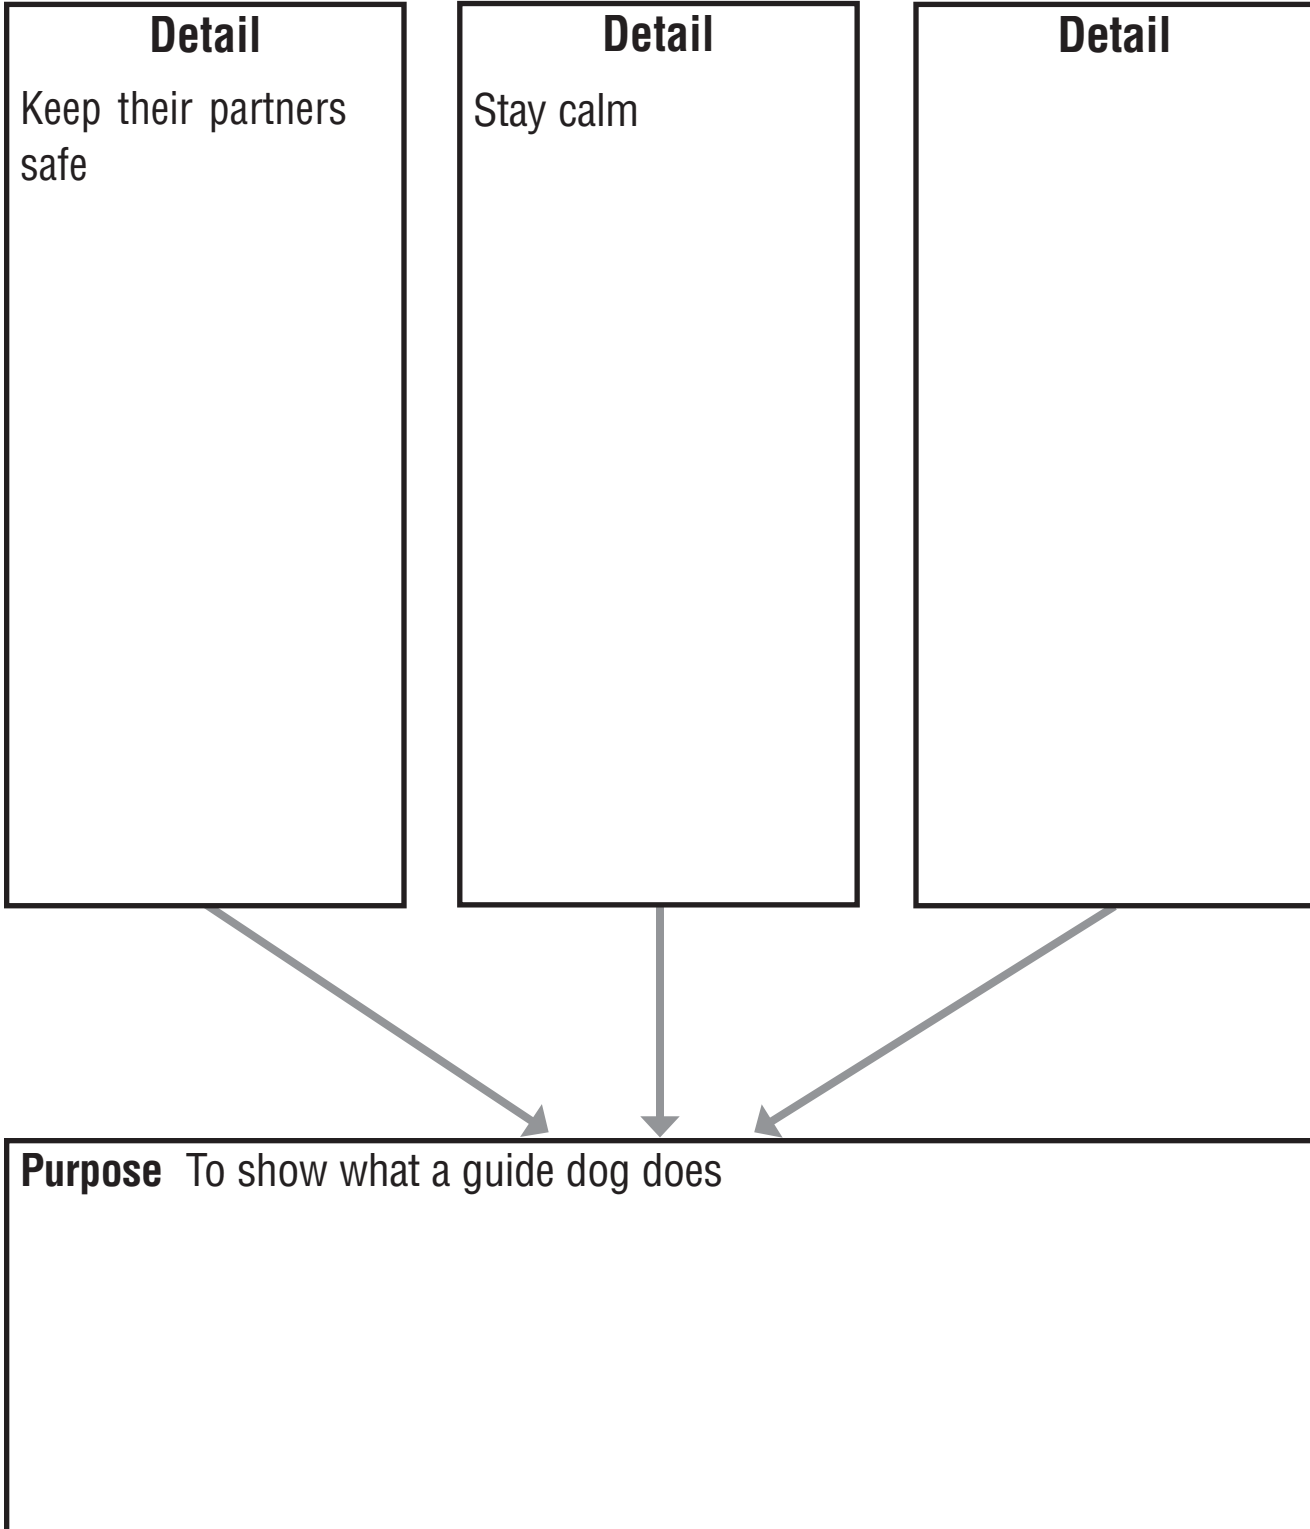 Detail
Keep their partners
safe
Detail
Stay calm
Detail
Purpose To show what a guide dog does